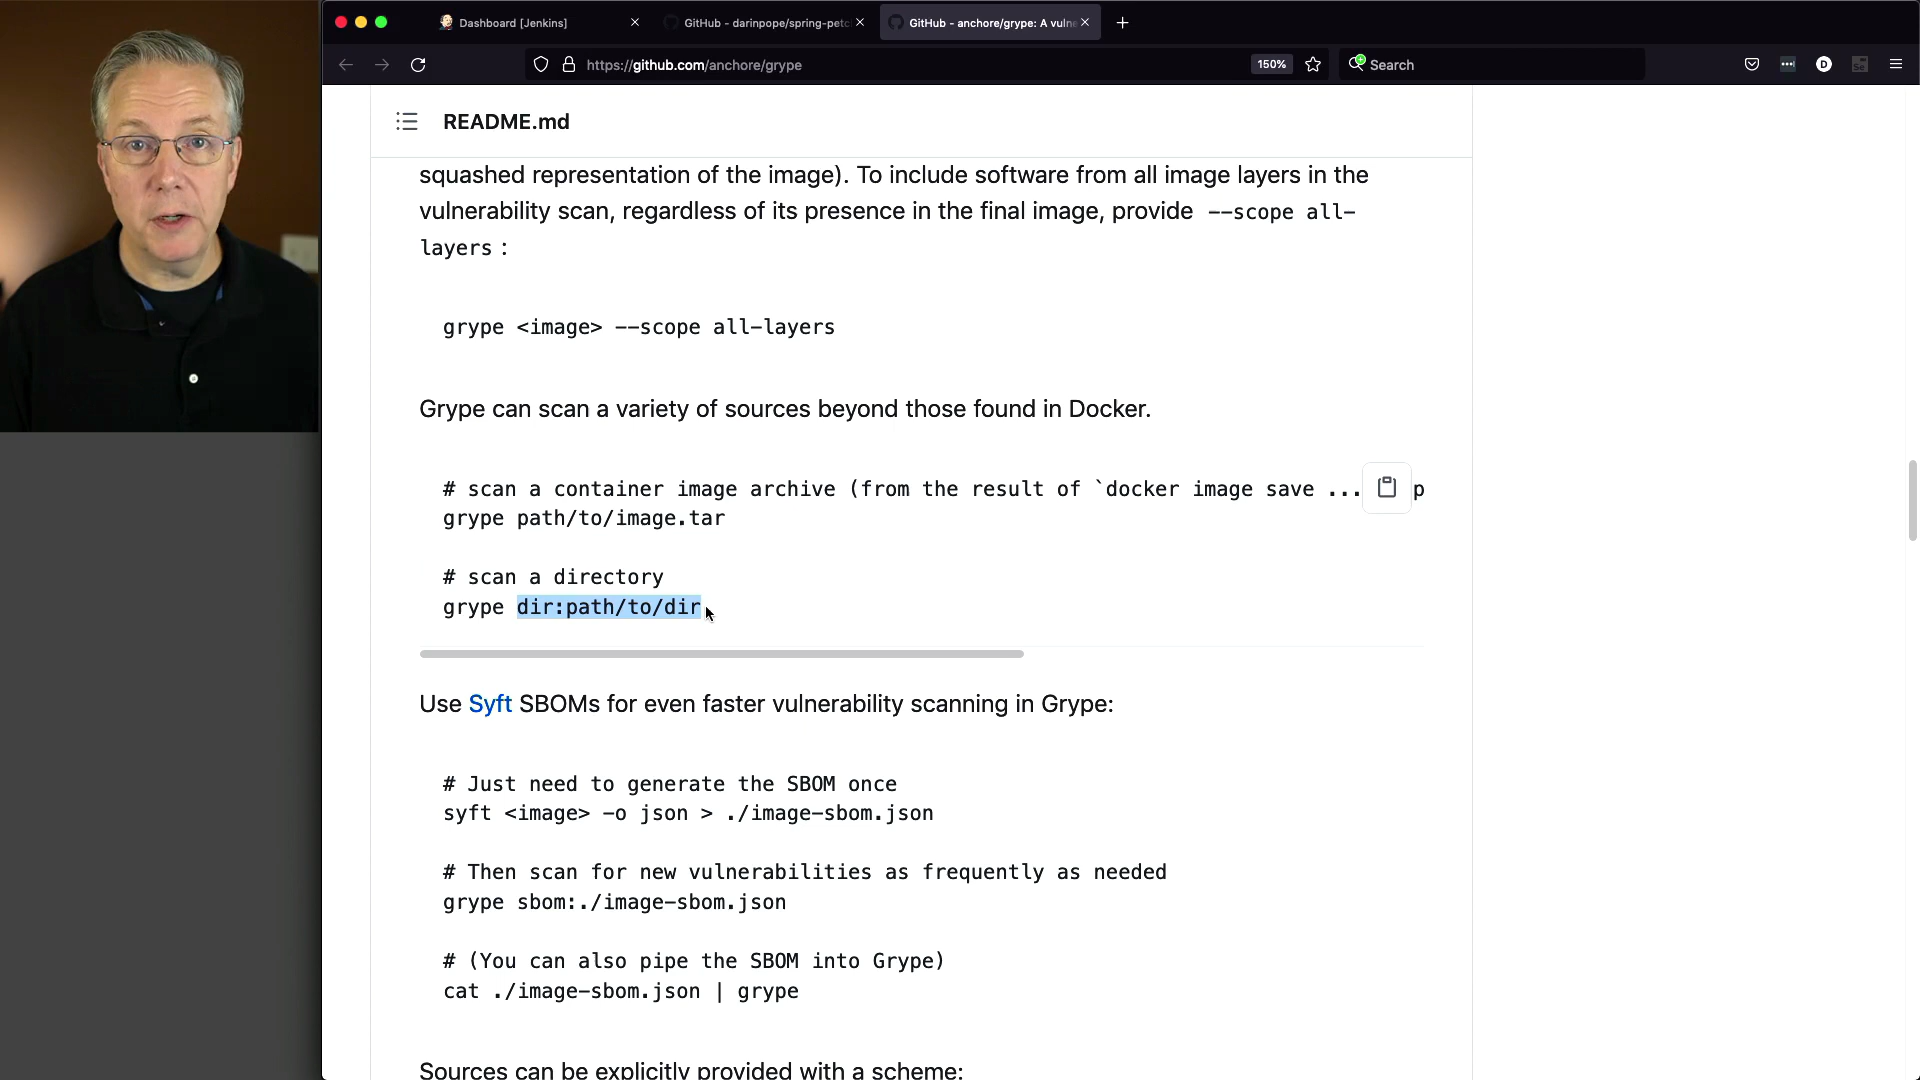 Dashboard [Jenkins]
GitHub - darinpope/spring-petc
GitHub - anchore/grype: A vulne
https://github.com/anchore/grype
150%
Search
D
README.md
squashed representation of the image). To include software from all image layers in the
vulnerability scan, regardless of its presence in the final image, provide --scope all-
layers :
grype <image> --scope all-layers
Grype can scan a variety of sources beyond those found in Docker.
# scan a container image archive (from the result of `docker image save ... p
grype path/to/image.tar
# scan a directory
grype dir:path/to/dir
Use Syft SBOMs for even faster vulnerability scanning in Grype:
# Just need to generate the SBOM once
syft <image> -o json > ./image-sbom.json
# Then scan for new vulnerabilities as frequently as needed
grype sbom:./image-sbom.json
# (You can also pipe the SBOM into Grype)
cat ./image-sbom.json | grype
Sources can be explicitly provided with a scheme: